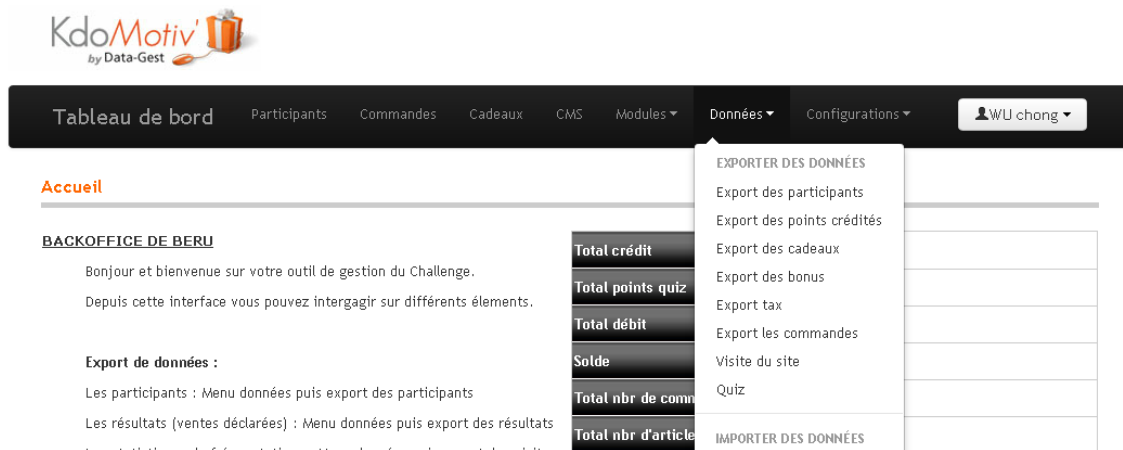 KdoMotiv'
by Data-Gest
Tableau de bord Participants Commandes Cadeaux CMS Modules Données Configurations WU chong
Accueil
EXPORTER DES DONNÉES
Export des participants
Export des points crédités
Export des cadeaux
Export des bonus
Export tax
Export les commandes
Visite du site
Quiz
IMPORTER DES DONNÉES
BACKOFFICE DE BERU
Bonjour et bienvenue sur votre outil de gestion du Challenge.
Depuis cette interface vous pouvez intergagir sur différents élements.
Export de données :
Les participants : Menu données puis export des participants
Les résultats (ventes déclarées) : Menu données puis export des résultats
Total crédit
Total points quiz
Total débit
Solde
Total nbr de
Total nbr d'article